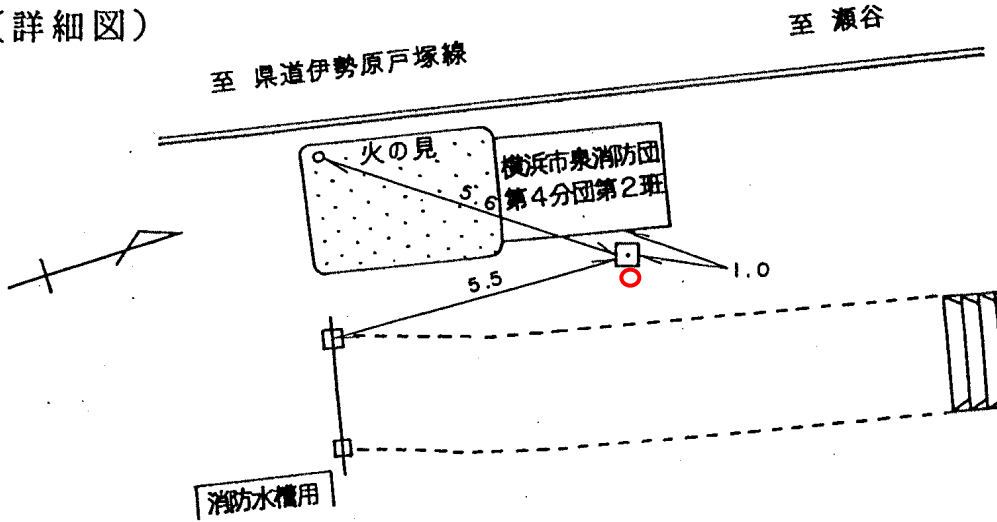 (詳細図)
至 県道伊勢原戸塚線
至 瀬谷
火の見
横浜市泉消防団
第4分団第2班
5.6
5.5
1.0
消防水槽用